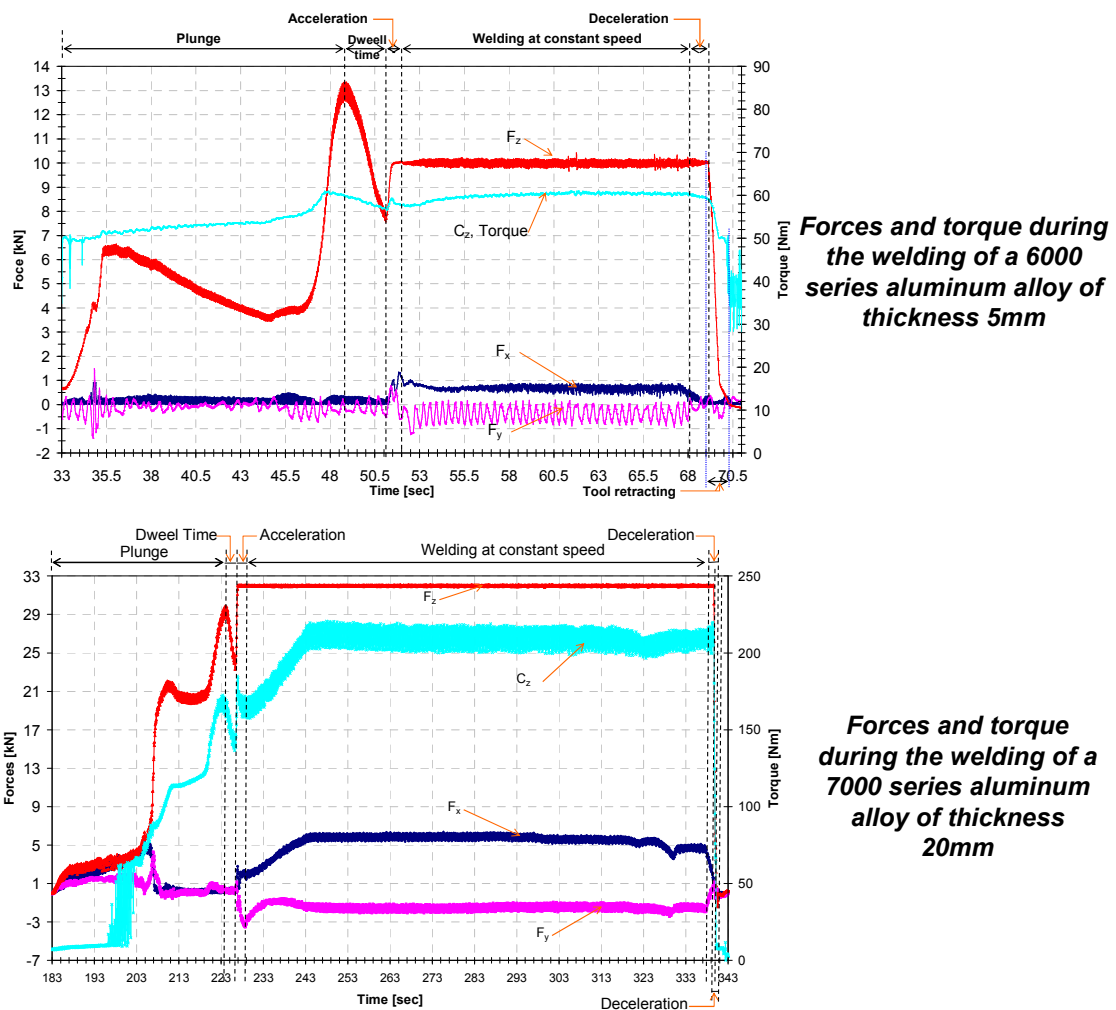 Acceleration
Deceleration
Plunge
Dweell
time
Welding at constant speed
14
13
12
11
10
9
8
7
6
5
4
3
2
1
0
-1
-2
Foce [kN]
90
80
70
60
50
40
30
20
10
0
Torque [Nm]
Fz
Cz, Torque
Fx
Fy
33 35.5 38 40.5 43 45.5 48 50.5 53 55.5 58 60.5 63 65.5 68 70.5
Time [sec]
Tool retracting
Forces and torque during
the welding of a 6000
series aluminum alloy of
thickness 5mm
Dweel Time
Acceleration
Deceleration
Plunge
Welding at constant speed
33
29
25
21
17
13
9
5
1
-3
-7
Forces [kN]
250
200
150
100
50
0
Torque [Nm]
Fz
Cz
Fx
Fy
183 193 203 213 223 233 243 253 263 273 283 293 303 313 323 333 343
Time [sec]
Deceleration
Forces and torque
during the welding of a
7000 series aluminum
alloy of thickness
20mm